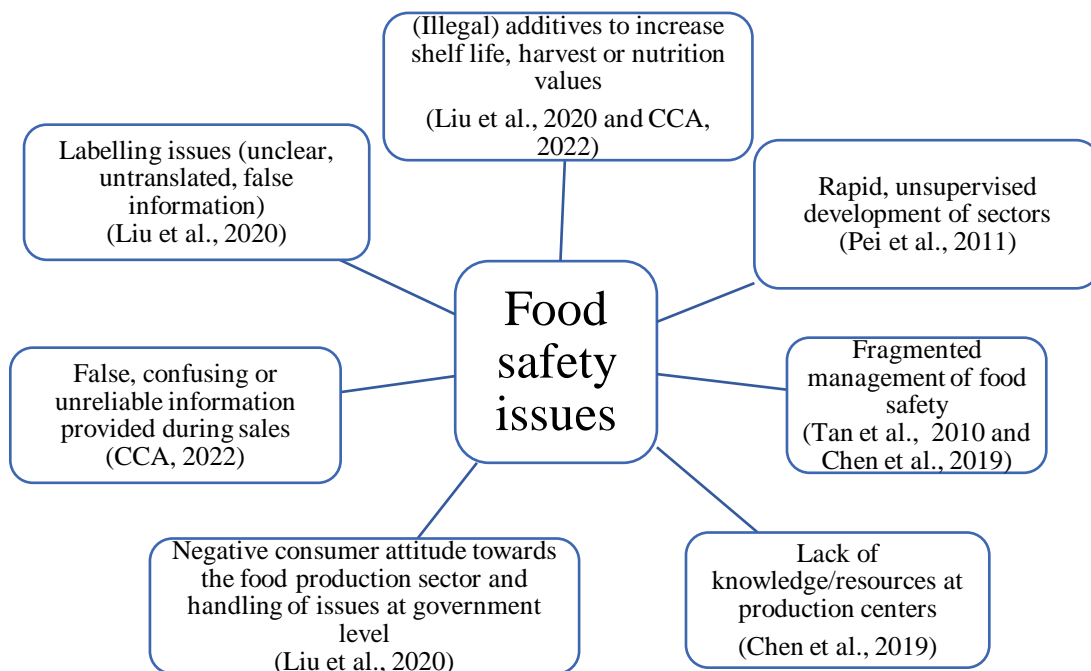 (Illegal) additives to increase
shelf life, harvest or nutrition
values
(Liu et al., 2020 and CCA,
2022)
Labelling issues (unclear,
untranslated, false
information)
(Liu et al., 2020)
Rapid, unsupervised
development of sectors
(Pei et al., 2011)
Food
safety
issues
False, confusing or
unreliable information
provided during sales
(CCA, 2022)
Fragmented
management of food
safety
(Tan et al., 2010 and
Chen et al., 2019)
Negative consumer attitude towards
the food production sector and
handling of issues at government
level
(Liu et al., 2020)
Lack of
knowledge/resources at
production centers
(Chen et al., 2019)